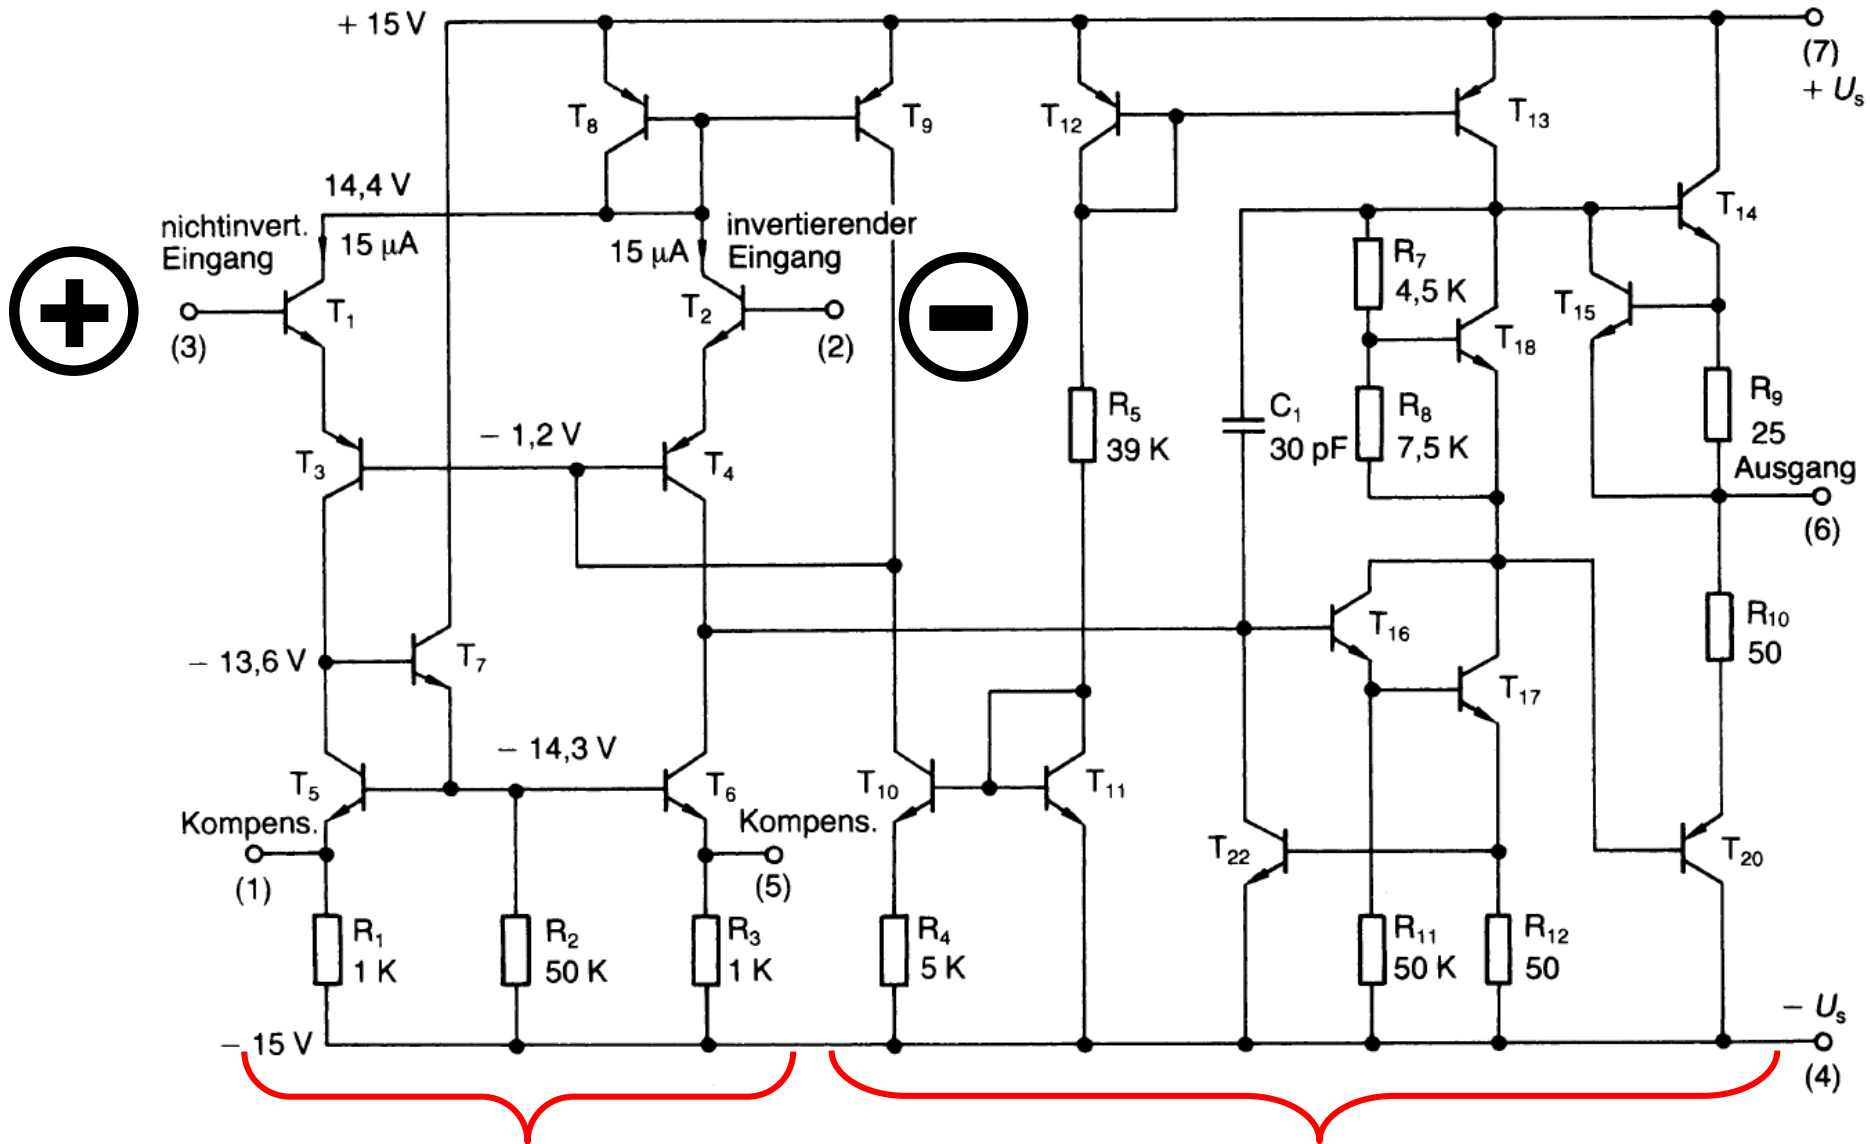 + 15 V
(7)
+ Us
T8
T9
T12
T13
14,4 V
nichtinvert.
Eingang
15 µA
15 µA
invertierender
Eingang
T14
+
T1
(3)
T2
(2)
−
R7
4,5 K
T15
T18
R5
39 K
C1
30 pF
R8
7,5 K
R9
25
− 1,2 V
T3
T4
Ausgang
(6)
− 13,6 V
T7
T16
R10
50
T17
− 14,3 V
T5
T6
T10
T11
Kompens.
(1)
Kompens.
(5)
T22
T20
R1
1 K
R2
50 K
R3
1 K
R4
5 K
R11
50 K
R12
50
− 15 V
− Us
(4)